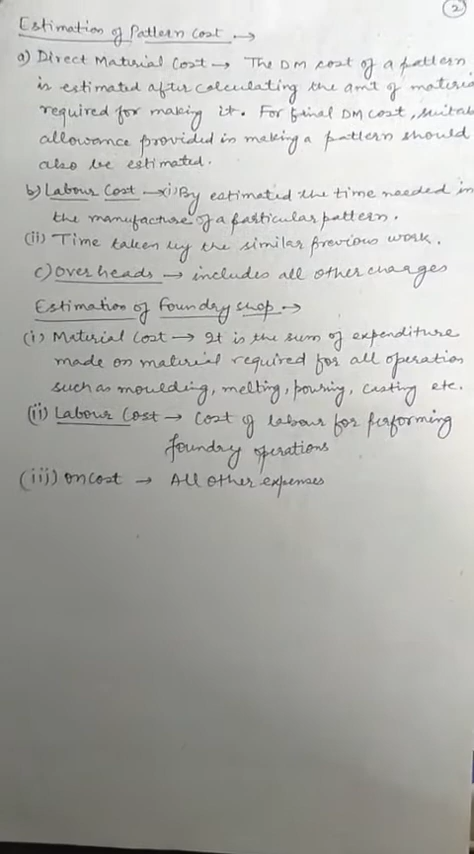 2
Estimation of Pattern Cost →
a) Direct Material Cost → The DM cost of a pattern
is estimated after calculating the amt of materia
required for making it. For final DM cost, suitab
allowance provided in making a pattern should
also be estimated.
b) Labour Cost → (i) By estimated the time needed in
the manufacture of a particular pattern.
(ii) Time taken by the similar previous work.
c) Over heads → includes all other charges
Estimation of Foundry shop →
(i) Material Cost → It is the sum of expenditure
made on material required for all operation
such as moulding, melting, pouring, casting etc.
(ii) Labour Cost → Cost of labour for performing
foundry operations
(iii) oncost → All other expenses